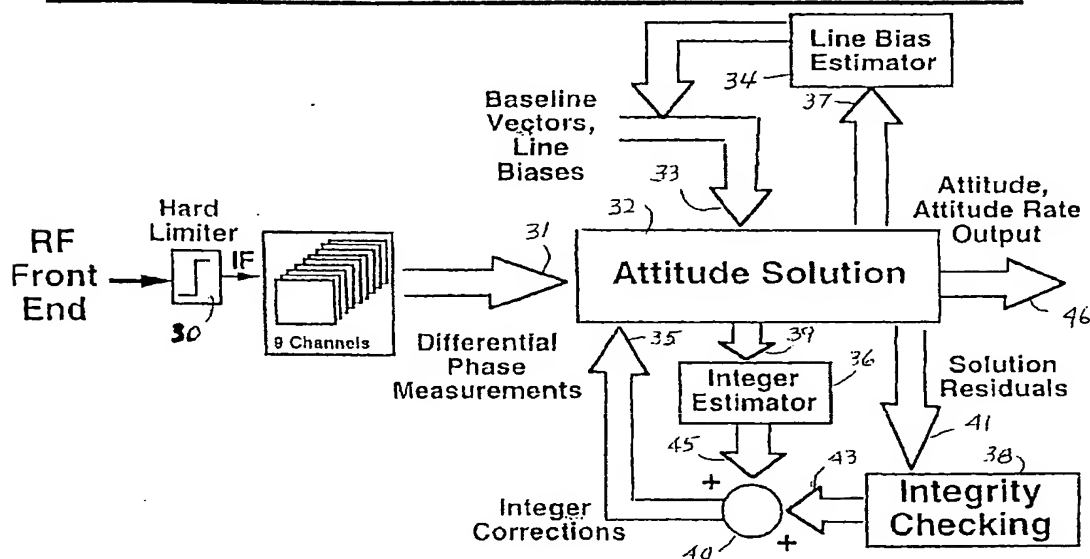 Line Bias
Estimator
34
37
Baseline
Vectors,
Line
Biases
33
32
Attitude,
Attitude Rate
Output
Hard
Limiter
RF
Front
End
IF
30
9 Channels
31
Attitude Solution
46
Differential
Phase
Measurements
35
39
36
Integer
Estimator
Solution
Residuals
41
45
+
43
38
Integrity
Checking
Integer
Corrections
40
+